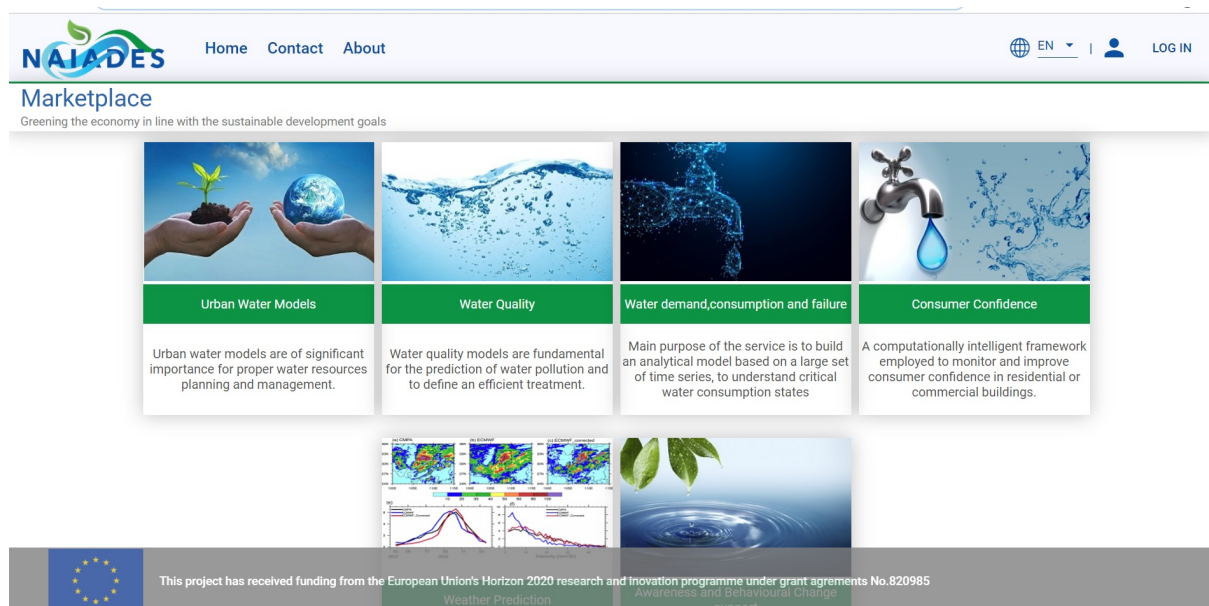 NAIADES
Home Contact About
EN | LOG IN
Marketplace
Greening the economy in line with the sustainable development goals
Urban Water Models
Urban water models are of significant
importance for proper water resources
planning and management.
Water Quality
Water quality models are fundamental
for the prediction of water pollution and
to define an efficient treatment.
Water demand,consumption and failure
Main purpose of the service is to build
an analytical model based on a large set
of time series, to understand critical
water consumption states
Consumer Confidence
A computationally intelligent framework
employed to monitor and improve
consumer confidence in residential or
commercial buildings.
(a) CMPA (b) ECMWF (c) ECMWF_corrected
This project has received funding from the European Union's Horizon 2020 research and Inovation programme under grant agrements No.820985
Weather Prediction
Awareness and Behavioural Change
support